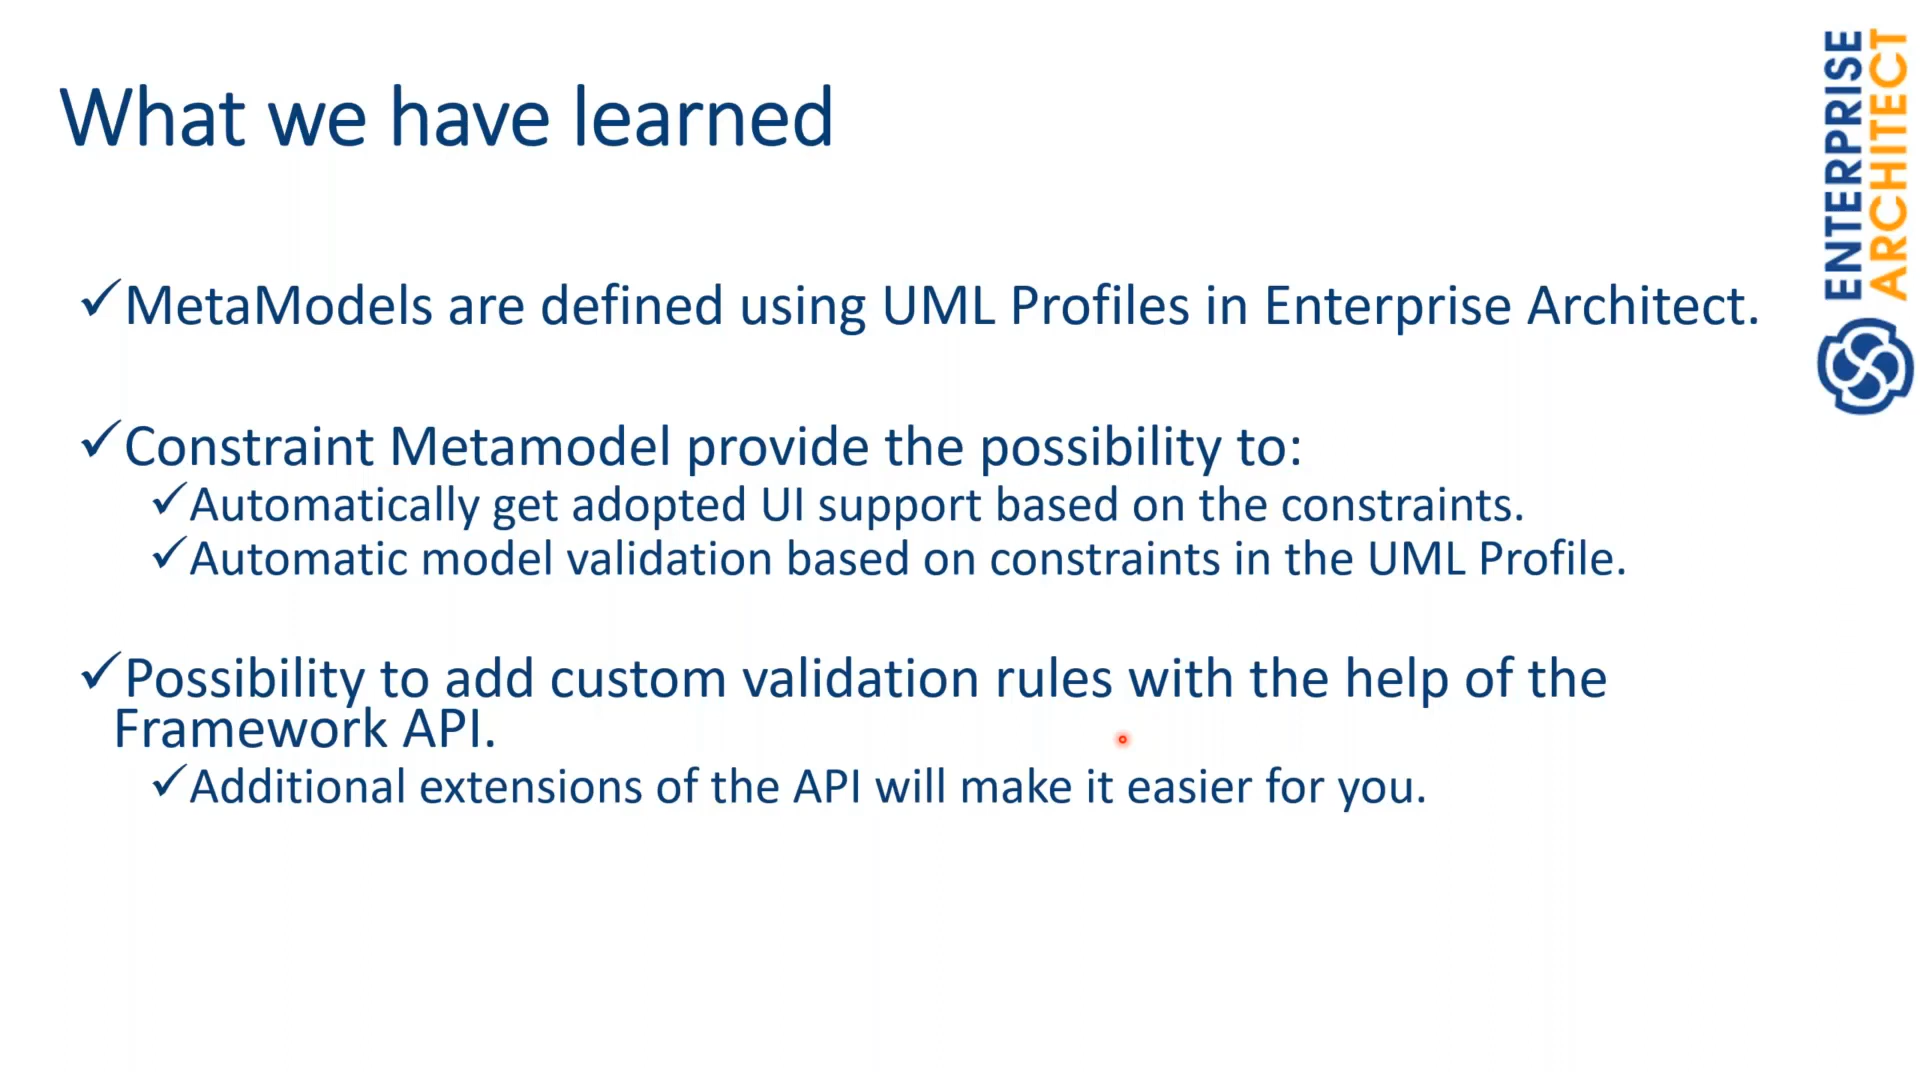 What we have learned
✓MetaModels are defined using UML Profiles in Enterprise Architect.
✓Constraint Metamodel provide the possibility to:
✓Automatically get adopted UI support based on the constraints.
✓Automatic model validation based on constraints in the UML Profile.
✓Possibility to add custom validation rules with the help of the
Framework API.
✓Additional extensions of the API will make it easier for you.
ENTERPRISE
ARCHITECT